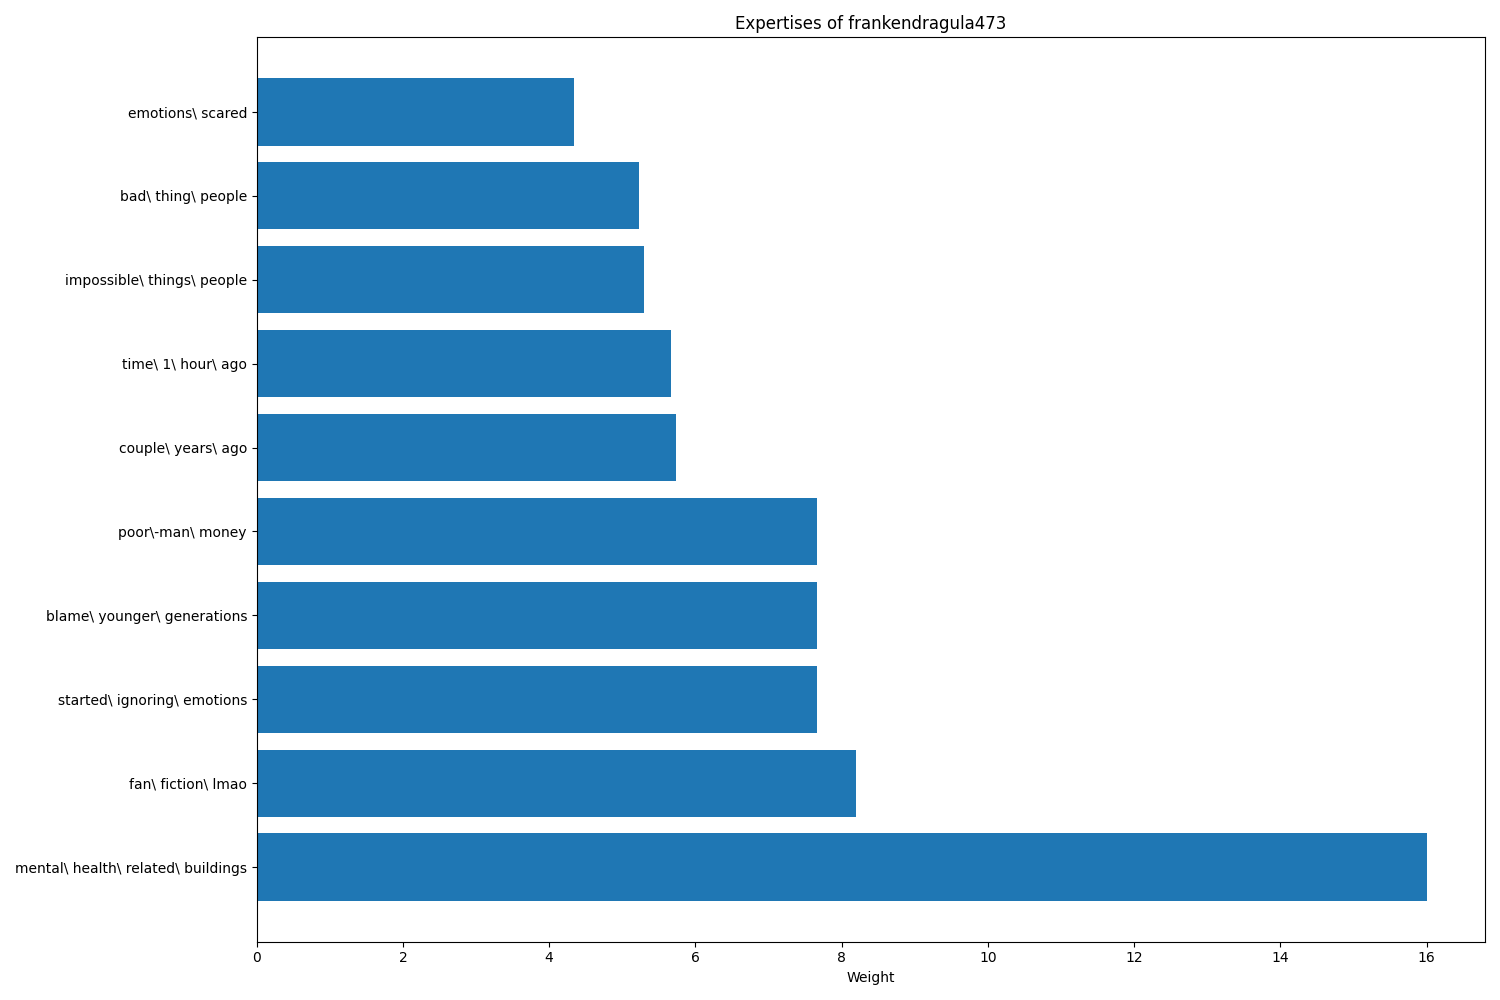 Expertises of frankendragula473
emotions\ scared
bad\ thing\ people
impossible\ things\ people
time\ 1\ hour\ ago
couple\ years\ ago
poor\-man\ money
blame\ younger\ generations
started\ ignoring\ emotions
fan\ fiction\ lmao
mental\ health\ related\ buildings
0 2 4 6 8 10 12 14 16
Weight